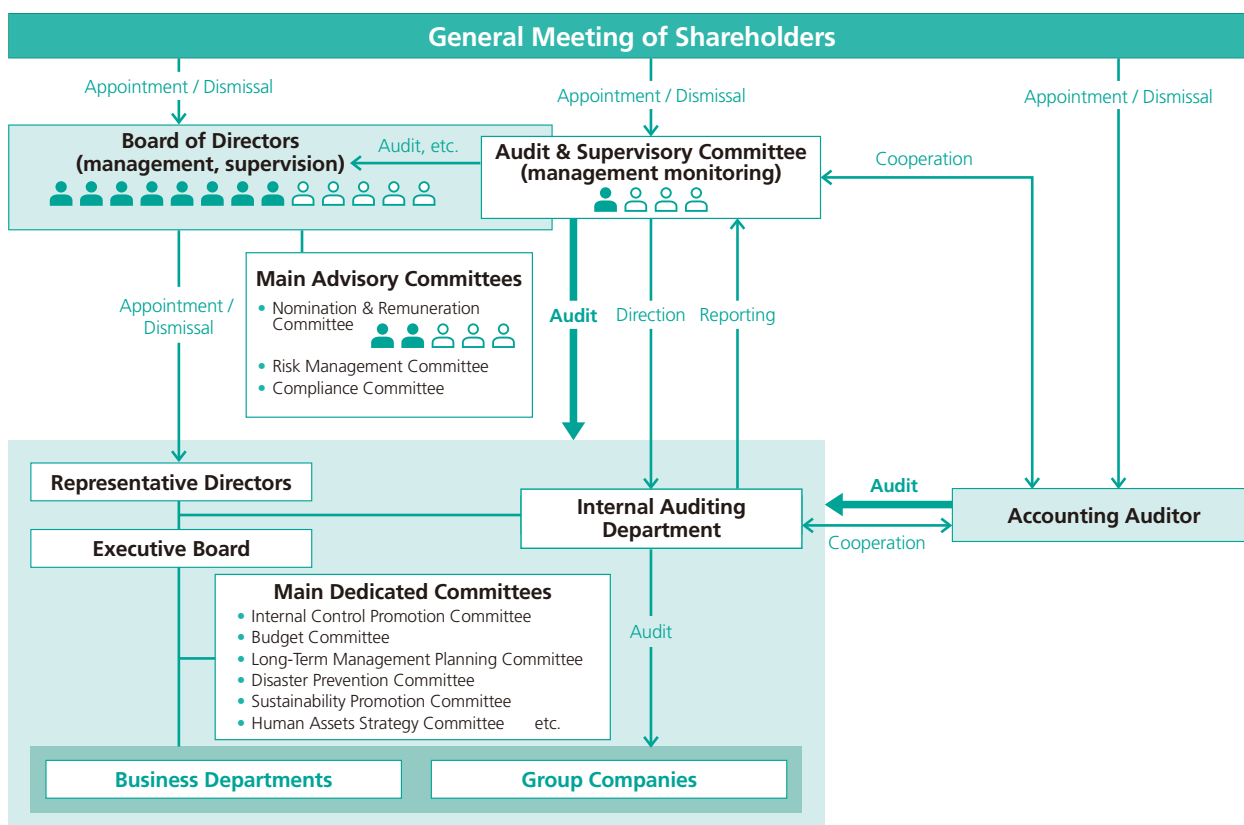 General Meeting of Shareholders
Appointment / Dismissal
Appointment / Dismissal
Appointment / Dismissal
Board of Directors
(management, supervision)
Audit, etc.
Audit & Supervisory Committee
(management monitoring)
Cooperation
Main Advisory Committees
• Nomination & Remuneration
Committee
• Risk Management Committee
• Compliance Committee
Appointment /
Dismissal
Audit
Direction
Reporting
Representative Directors
Executive Board
Internal Auditing
Department
Audit
Cooperation
Accounting Auditor
Main Dedicated Committees
• Internal Control Promotion Committee
• Budget Committee
• Long-Term Management Planning Committee
• Disaster Prevention Committee
• Sustainability Promotion Committee
• Human Assets Strategy Committee etc.
Audit
Business Departments
Group Companies